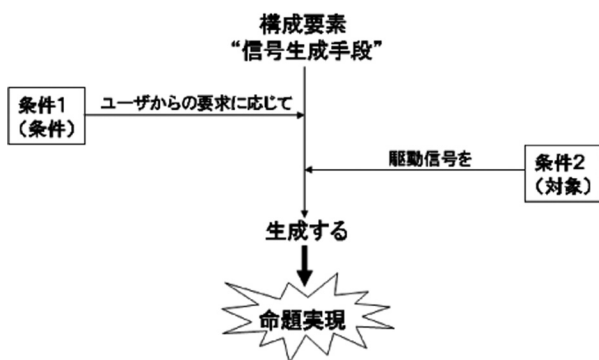 構成要素
“信号生成手段”
条件1
(条件)
ユーザからの要求に応じて
駆動信号を
条件2
(対象)
生成する
命題実現